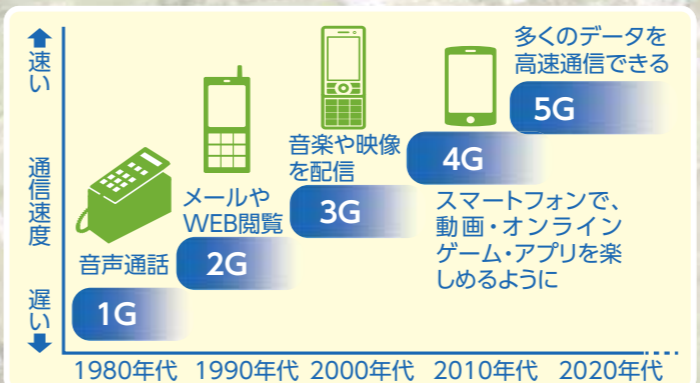 速い
通信速度
遅い
多くのデータを
高速通信できる
5G
音楽や映像
を配信
4G
メールや
WEB閲覧
3G
スマートフォンで、
動画・オンライン
ゲーム・アプリを楽
しめるように
音声通話
2G
1G
1980年代 1990年代 2000年代 2010年代 2020年代